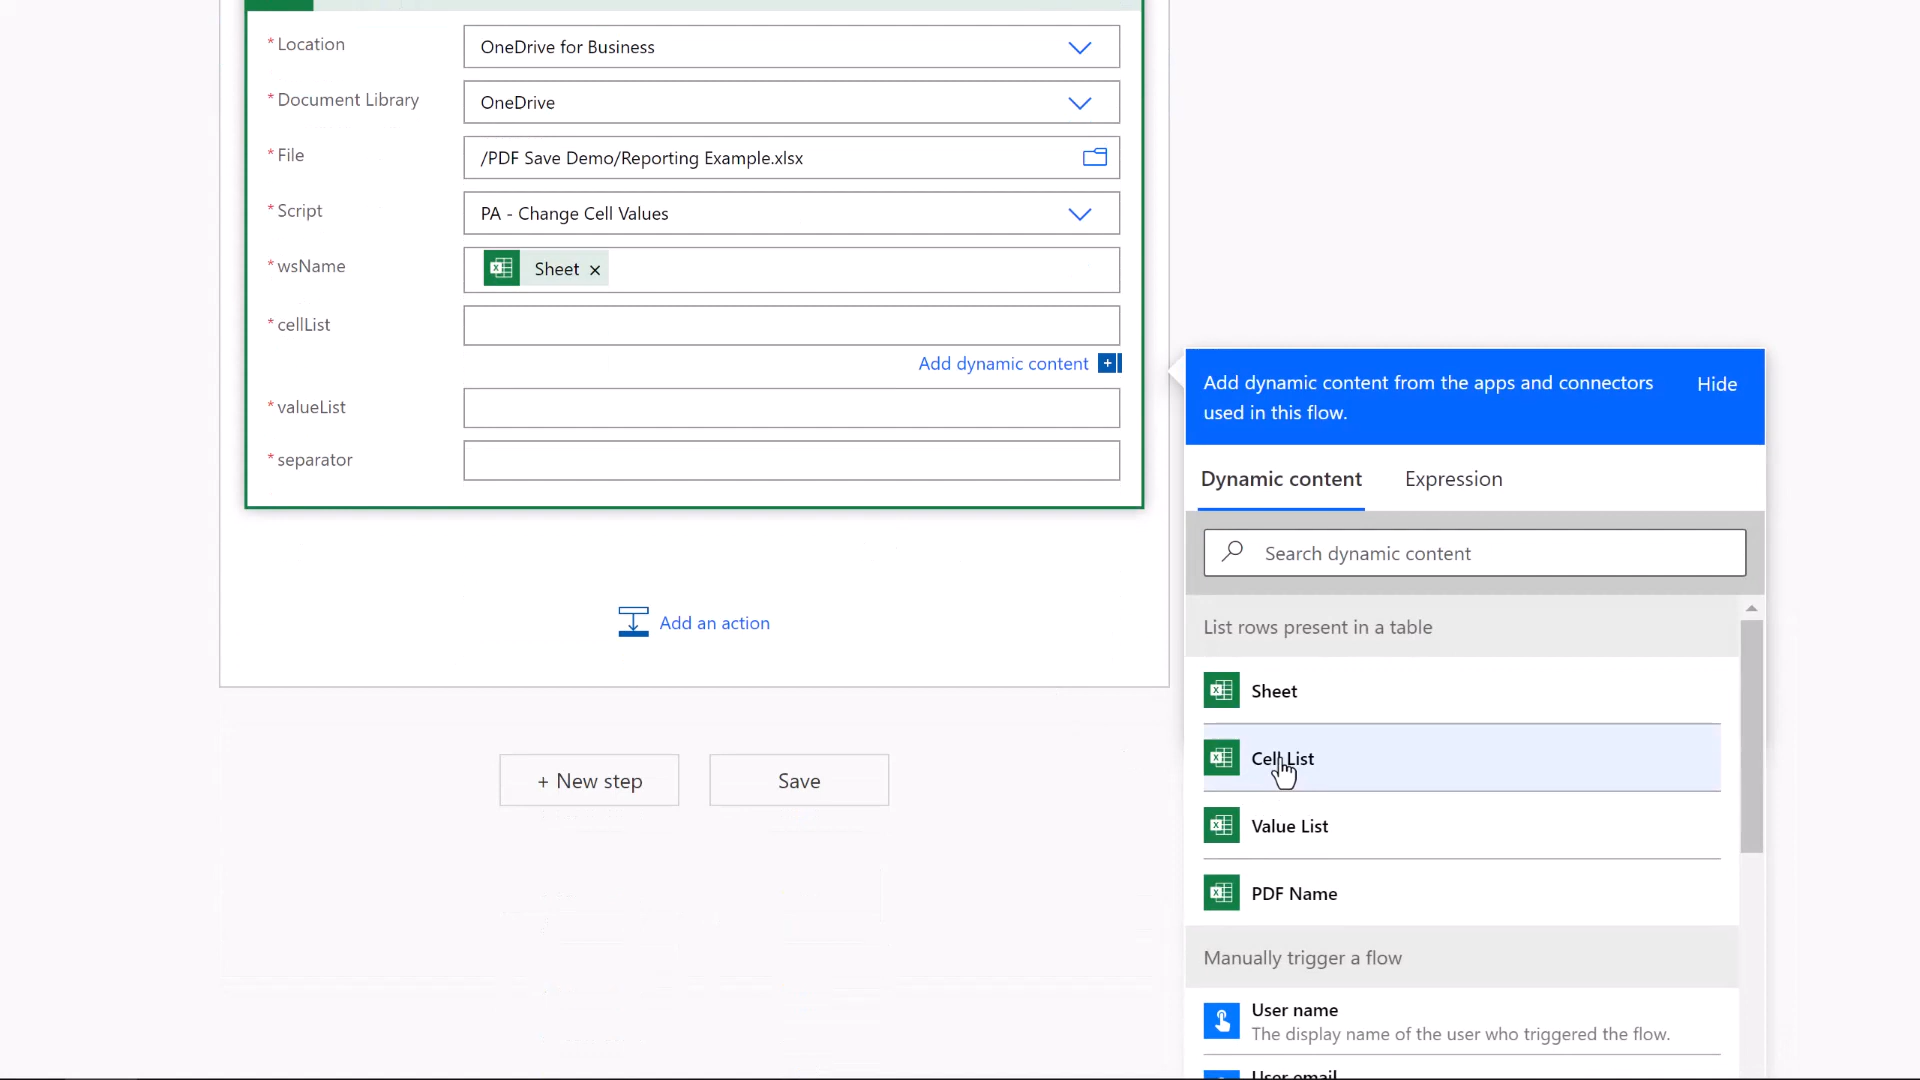 * Location
OneDrive for Business
* Document Library
OneDrive
* File
/PDF Save Demo/Reporting Example.xlsx
* Script
PA - Change Cell Values
* wsName
Sheet ×
* cellList
Add dynamic content
* valueList
* separator
Add an action
+ New step
Save
Add dynamic content from the apps and connectors
used in this flow.
Hide
Dynamic content
Expression
Search dynamic content
List rows present in a table
Sheet
Cell List
Value List
PDF Name
Manually trigger a flow
User name
The display name of the user who triggered the flow.
User email